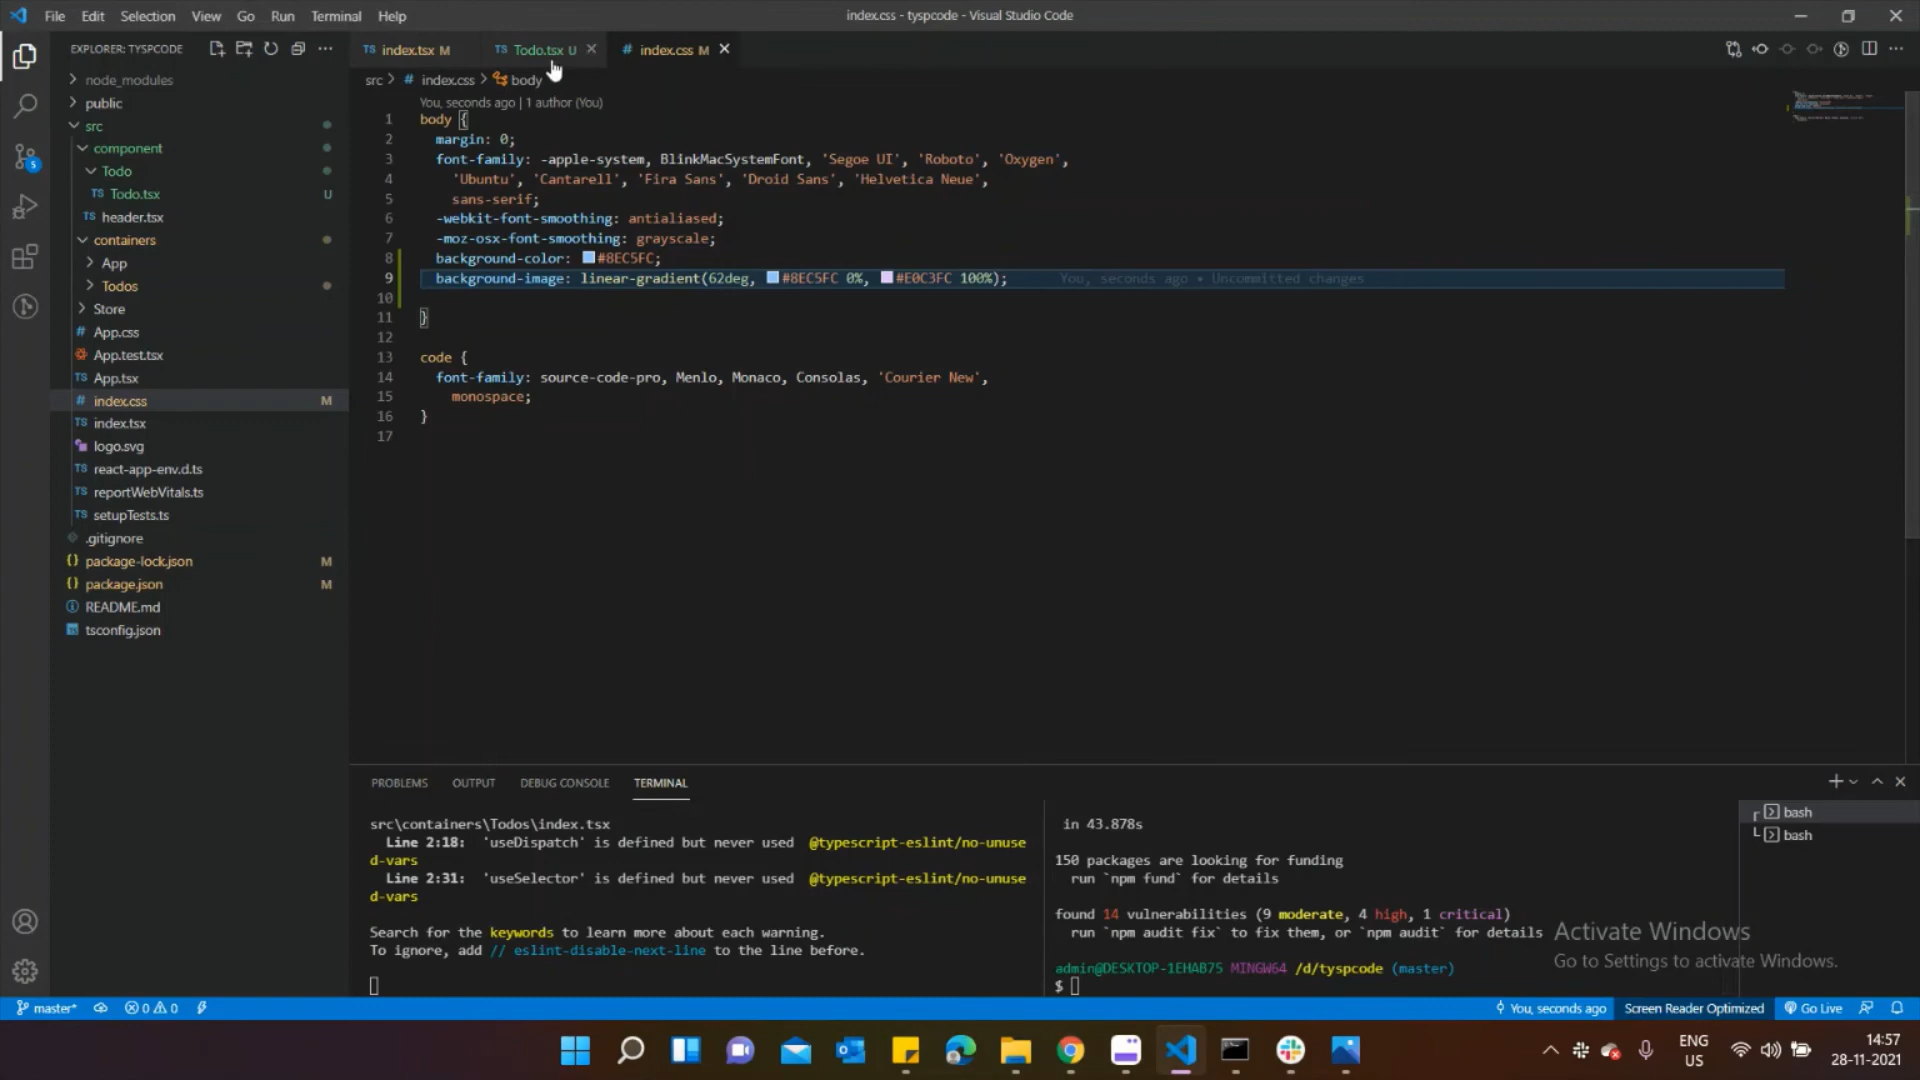 File Edit Selection View Go Run Terminal Help
index.css - tyspcode - Visual Studio Code
EXPLORER: TYSPCODE
TS index.tsx M
TS Todo.tsx U
# index.css M
node_modules
public
src
component
Todo
TS Todo.tsx U
TS header.tsx
containers
App
Todos
Store
# App.css
App.test.tsx
TS App.tsx
# index.css M
TS index.tsx
logo.svg
TS react-app-env.d.ts
TS reportWebVitals.ts
TS setupTests.ts
.gitignore
{} package-lock.json M
{} package.json M
README.md
tsconfig.json
5
src > # index.css > body
You, seconds ago | 1 author (You)
1 body {
2 margin: 0;
3 font-family: -apple-system, BlinkMacSystemFont, 'Segoe UI', 'Roboto', 'Oxygen',
4 'Ubuntu', 'Cantarell', 'Fira Sans', 'Droid Sans', 'Helvetica Neue',
5 sans-serif;
6 -webkit-font-smoothing: antialiased;
7 -moz-osx-font-smoothing: grayscale;
8 background-color: #8EC5FC;
9 background-image: linear-gradient(62deg, #8EC5FC 0%, #E0C3FC 100%); You, seconds ago • Uncommitted changes
10
11 }
12
13 code {
14 font-family: source-code-pro, Menlo, Monaco, Consolas, 'Courier New',
15 monospace;
16 }
17
PROBLEMS OUTPUT DEBUG CONSOLE TERMINAL
src\containers\Todos\index.tsx
Line 2:18: 'useDispatch' is defined but never used @typescript-eslint/no-unuse
d-vars
Line 2:31: 'useSelector' is defined but never used @typescript-eslint/no-unuse
d-vars
Search for the keywords to learn more about each warning.
To ignore, add // eslint-disable-next-line to the line before.
in 43.878s
150 packages are looking for funding
run `npm fund` for details
found 14 vulnerabilities (9 moderate, 4 high, 1 critical)
run `npm audit fix` to fix them, or `npm audit` for details
admin@DESKTOP-1EHAB75 MINGW64 /d/tyspcode (master)
$
bash
bash
Activate Windows
Go to Settings to activate Windows.
master* 0 0
You, seconds ago Screen Reader Optimized Go Live
ENG
US
14:57
28-11-2021